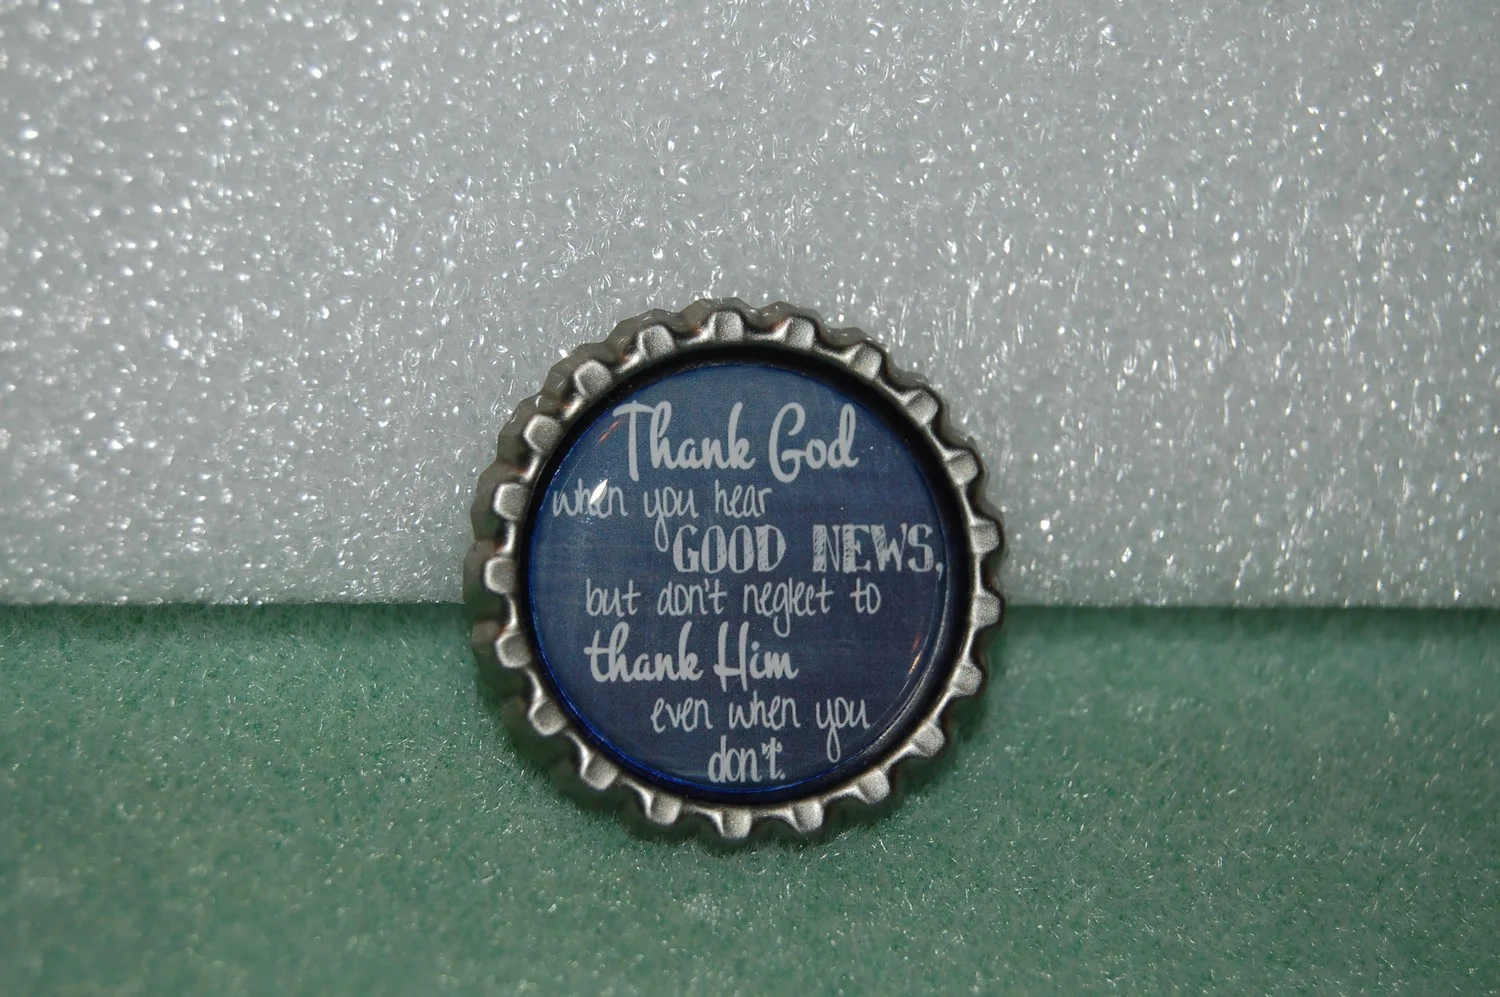 Thank God
when you hear
GOOD NEWS,
but don't neglect to
thank Him
even when you
don't.